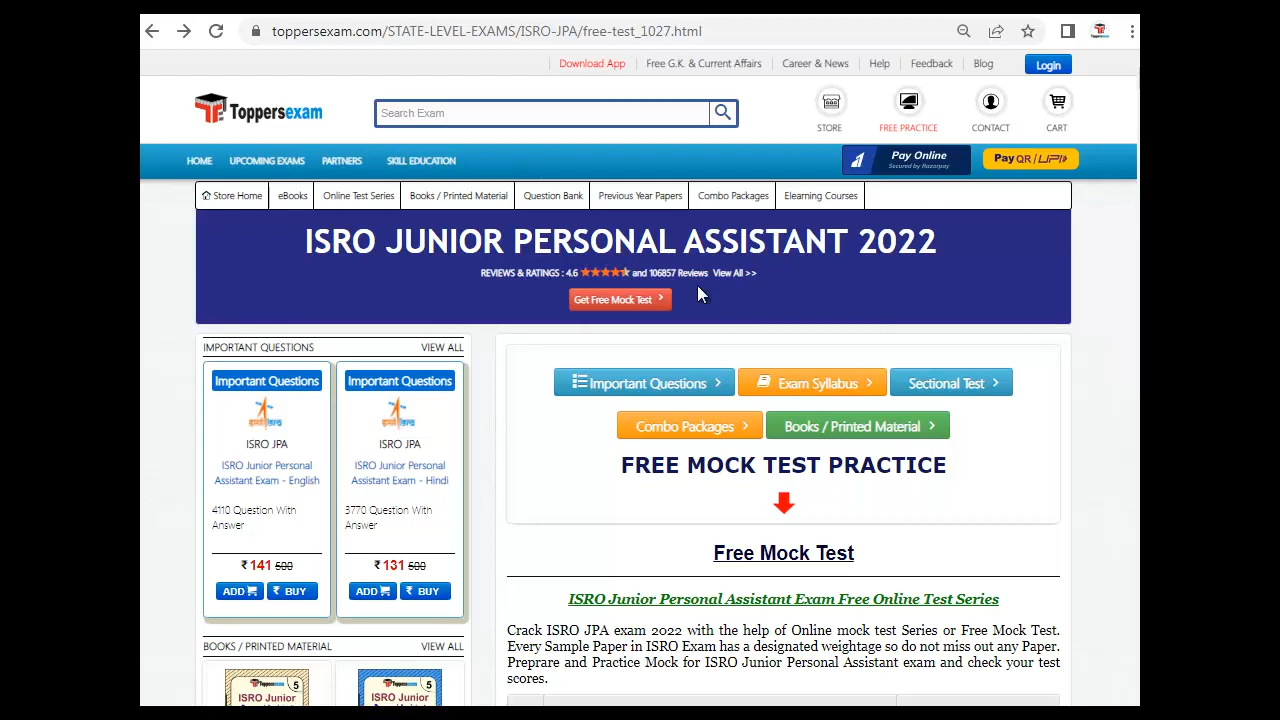 toppersexam.com/STATE-LEVEL-EXAMS/ISRO-JPA/free-test_1027.html
Download App Free G.K. & Current Affairs Career & News Help Feedback Blog Login
Toppersexam
Search Exam
STORE FREE PRACTICE CONTACT CART
HOME UPCOMING EXAMS PARTNERS SKILL EDUCATION
Pay Online
Secured by Razorpay
Pay QR / UPI
Store Home eBooks Online Test Series Books / Printed Material Question Bank Previous Year Papers Combo Packages Elearning Courses
ISRO JUNIOR PERSONAL ASSISTANT 2022
REVIEWS & RATINGS : 4.6 and 106857 Reviews View All >>
Get Free Mock Test
IMPORTANT QUESTIONS VIEW ALL
Important Questions
ISRO JPA
ISRO Junior Personal
Assistant Exam - English
4110 Question With
Answer
₹ 141 500
ADD ₹ BUY
Important Questions
ISRO JPA
ISRO Junior Personal
Assistant Exam - Hindi
3770 Question With
Answer
₹ 131 500
ADD ₹ BUY
BOOKS / PRINTED MATERIAL VIEW ALL
Toppersexam 5
ISRO Junior
Toppersexam 5
ISRO Junior
Important Questions Exam Syllabus Sectional Test
Combo Packages Books / Printed Material
FREE MOCK TEST PRACTICE
Free Mock Test
ISRO Junior Personal Assistant Exam Free Online Test Series
Crack ISRO JPA exam 2022 with the help of Online mock test Series or Free Mock Test.
Every Sample Paper in ISRO Exam has a designated weightage so do not miss out any Paper.
Preprare and Practice Mock for ISRO Junior Personal Assistant exam and check your test
scores.